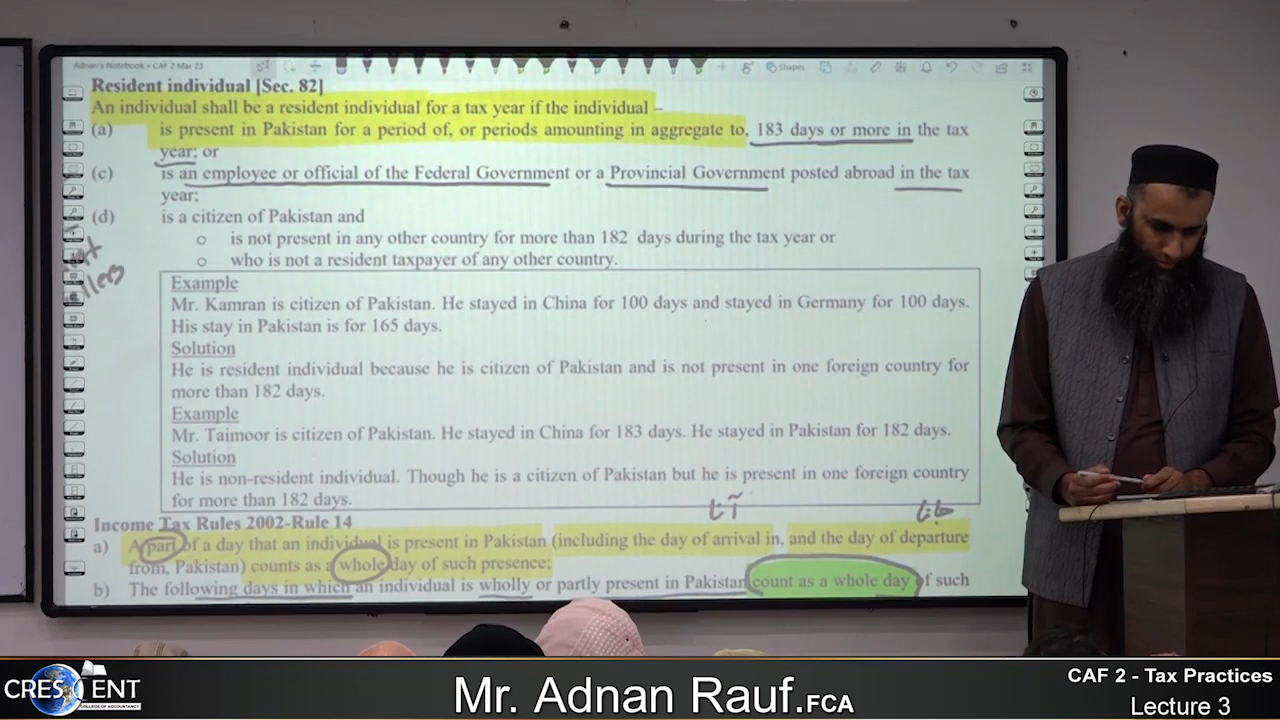 Adnan's Notebook • CAF 2 Mar 23
Shapes
Resident individual [Sec. 82]
An individual shall be a resident individual for a tax year if the individual –
(a) is present in Pakistan for a period of, or periods amounting in aggregate to, 183 days or more in the tax
year; or
(c) is an employee or official of the Federal Government or a Provincial Government posted abroad in the tax
year;
(d) is a citizen of Pakistan and
o is not present in any other country for more than 182 days during the tax year or
o who is not a resident taxpayer of any other country.
Example
Mr. Kamran is citizen of Pakistan. He stayed in China for 100 days and stayed in Germany for 100 days.
His stay in Pakistan is for 165 days.
Solution
He is resident individual because he is citizen of Pakistan and is not present in one foreign country for
more than 182 days.
Example
Mr. Taimoor is citizen of Pakistan. He stayed in China for 183 days. He stayed in Pakistan for 182 days.
Solution
He is non-resident individual. Though he is a citizen of Pakistan but he is present in one foreign country
for more than 182 days.
آنا جانا
Income Tax Rules 2002-Rule 14
a) A part of a day that an individual is present in Pakistan (including the day of arrival in, and the day of departure
from, Pakistan) counts as a whole day of such presence;
b) The following days in which an individual is wholly or partly present in Pakistan count as a whole day of such
CRESCENT
COLLEGE OF ACCOUNTANCY
Mr. Adnan Rauf.FCA
CAF 2 - Tax Practices
Lecture 3